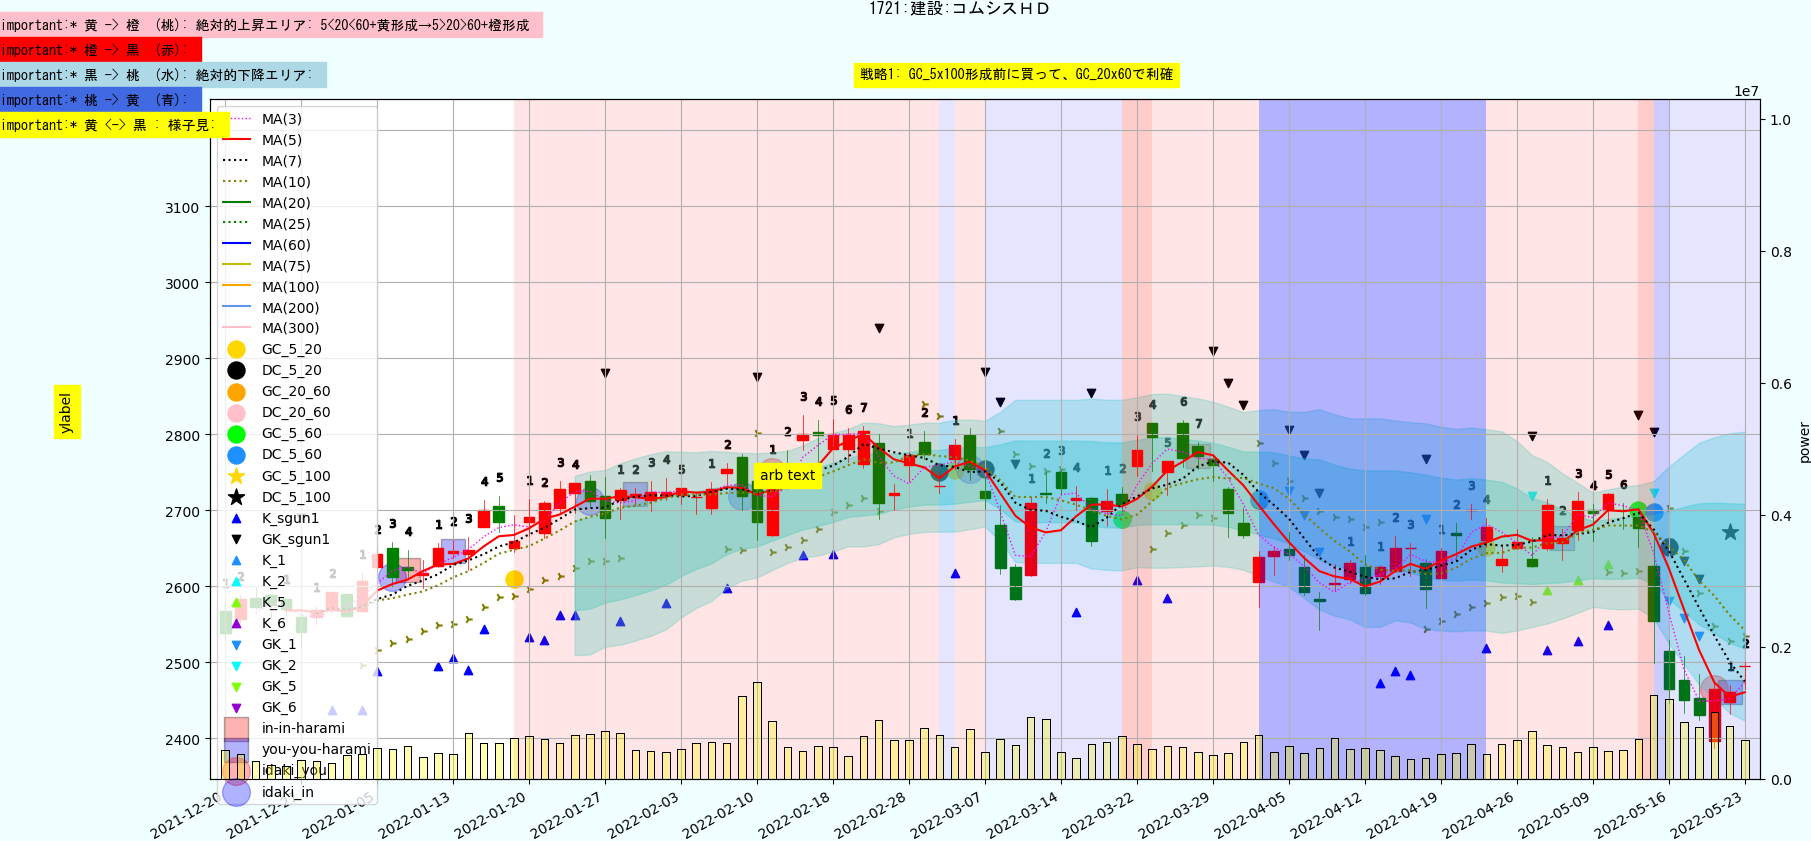 1721:建設:コムシスＨＤ
important:* 黄 -> 橙 (桃): 絶対的上昇エリア: 5<20<60+黄形成→5>20>60+橙形成
important:* 橙 -> 黒 (赤):
important:* 黒 -> 桃 (水): 絶対的下降エリア:
important:* 桃 -> 黄 (青):
important:* 黄 <-> 黒 : 様子見:
戦略1: GC_5x100形成前に買って、GC_20x60で利確
1e7
MA(3)
MA(5)
MA(7)
MA(10)
MA(20)
MA(25)
MA(60)
MA(75)
MA(100)
MA(200)
MA(300)
GC_5_20
DC_5_20
GC_20_60
DC_20_60
GC_5_60
DC_5_60
GC_5_100
DC_5_100
K_sgun1
GK_sgun1
K_1
K_2
K_5
K_6
GK_1
GK_2
GK_5
GK_6
in-in-harami
you-you-harami
idaki_you
idaki_in
arb text
ylabel
3100
3000
2900
2800
2700
2600
2500
2400
power
1.0
0.8
0.6
0.4
0.2
0.0
2021-12-20
2022-01-05
2022-01-13
2022-01-20
2022-01-27
2022-02-03
2022-02-10
2022-02-18
2022-02-28
2022-03-07
2022-03-14
2022-03-22
2022-03-29
2022-04-05
2022-04-12
2022-04-19
2022-04-26
2022-05-09
2022-05-16
2022-05-23